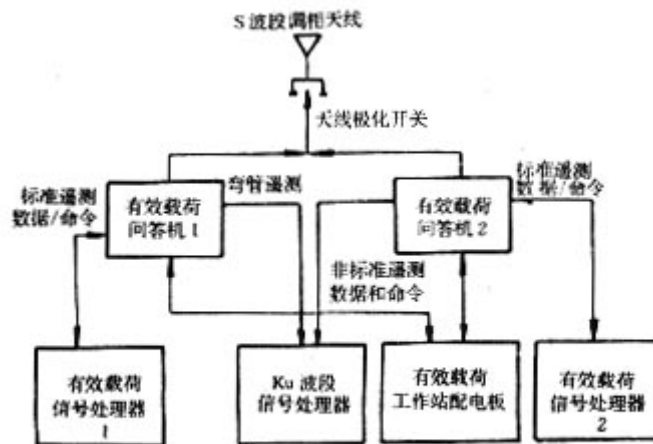 S波段调相天线
天线极化开关
标准遥测
数据/命令
有效载荷
问答机1
弯管遥测
有效载荷
问答机2
标准遥测
数据/命令
非标准遥测
数据和命令
有效载荷
信号处理器
1
Ku波段
信号处理器
有效载荷
工作站配电板
有效载荷
信号处理器
2